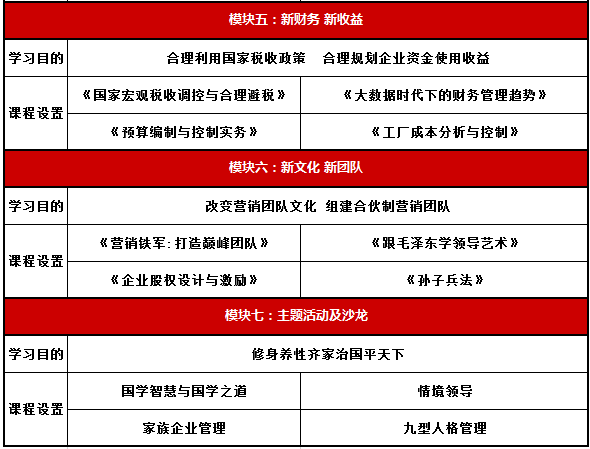 模块五：新财务 新收益
学习目的
合理利用国家税收政策 合理规划企业资金使用收益
课程设置
《国家宏观税收调控与合理避税》
《大数据时代下的财务管理趋势》
《预算编制与控制实务》
《工厂成本分析与控制》
模块六：新文化 新团队
学习目的
改变营销团队文化 组建合伙制营销团队
课程设置
《营销铁军:打造巅峰团队》
《跟毛泽东学领导艺术》
《企业股权设计与激励》
《孙子兵法》
模块七：主题活动及沙龙
学习目的
修身养性齐家治国平天下
课程设置
国学智慧与国学之道
情境领导
家族企业管理
九型人格管理